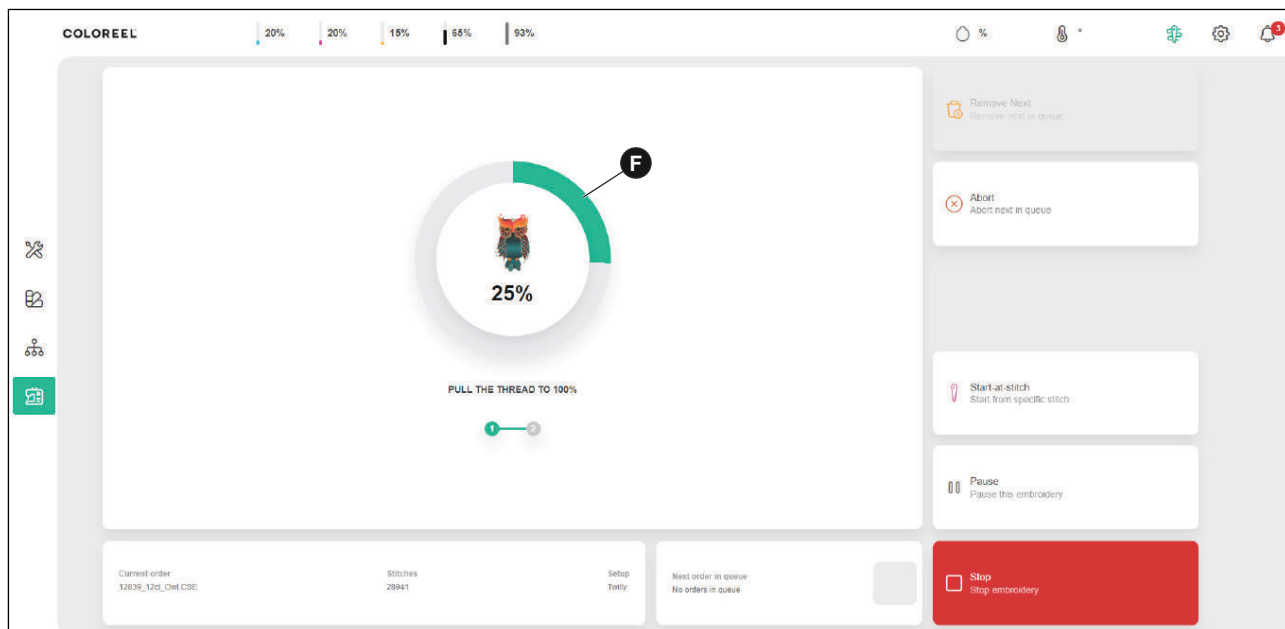 COLOREEL
20%
20%
15%
65%
93%
%
°
3
Remove Next
Remove next in queue
F
Abort
Abort next in queue
25%
PULL THE THREAD TO 100%
1
2
Start-at-stitch
Start from specific stitch
Pause
Pause this embroidery
Current order
Stitches
Setup
12839_12cl_Owl.CSE
28941
Twilly
Next order in queue
No orders in queue
Stop
Stop embroidery